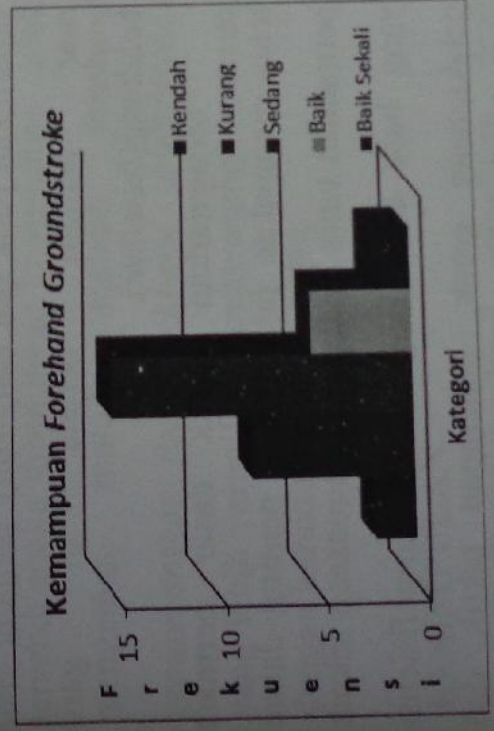 Kemampuan Forehand Groundstroke
F
r
e
k
u
e
n
s
i
15
10
5
0
Kategori
Rendah
Kurang
Sedang
Baik
Baik Sekali